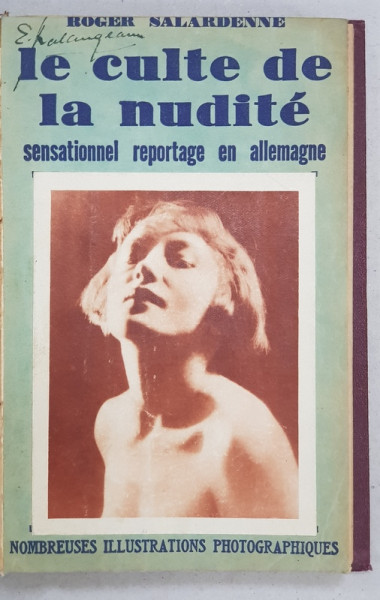 ROGER SALARDENNE
le culte de
la nudité
sensationnel reportage en allemagne
NOMBREUSES ILLUSTRATIONS PHOTOGRAPHIQUES